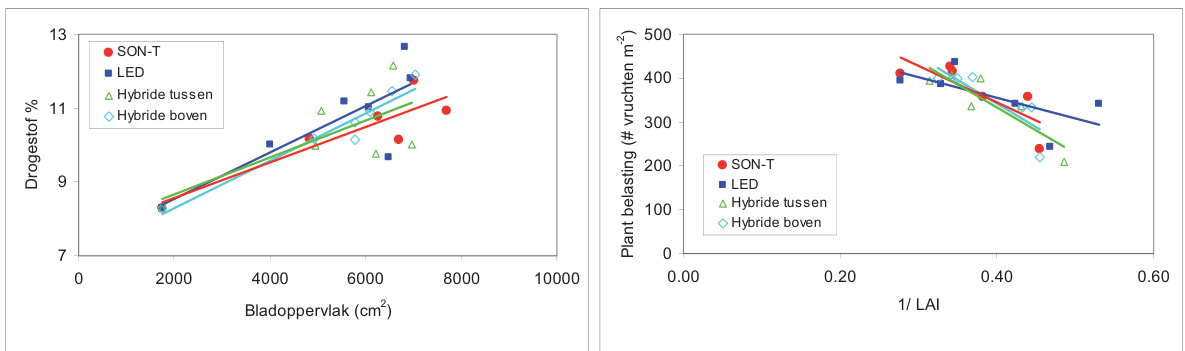 13
11
9
7
0
2000
4000
6000
8000
10000
Drogestof %
Bladoppervlak (cm²)
SON-T
LED
Hybride tussen
Hybride boven
500
400
300
200
100
0
0.00
0.20
0.40
0.60
Plant belasting (# vruchten m⁻²)
1/ LAI
SON-T
LED
Hybride tussen
Hybride boven